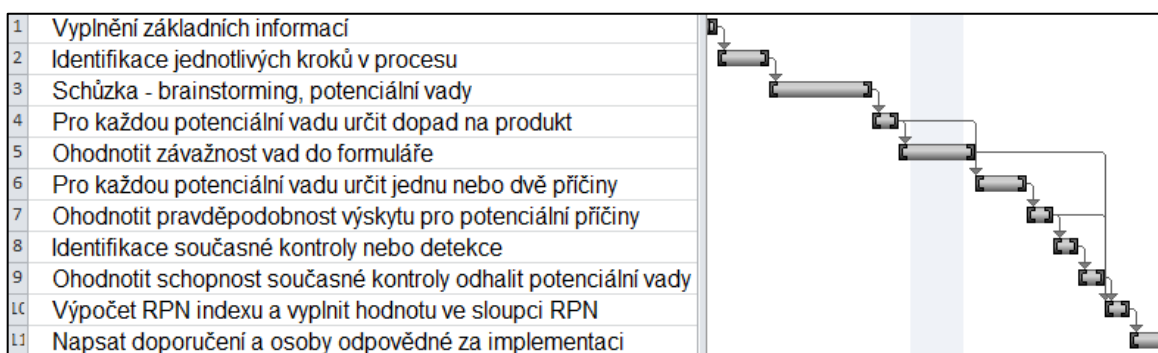 1 Vyplnění základních informací
2 Identifikace jednotlivých kroků v procesu
3 Schůzka - brainstorming, potenciální vady
4 Pro každou potenciální vadu určit dopad na produkt
5 Ohodnotit závažnost vad do formuláře
6 Pro každou potenciální vadu určit jednu nebo dvě příčiny
7 Ohodnotit pravděpodobnost výskytu pro potenciální příčiny
8 Identifikace současné kontroly nebo detekce
9 Ohodnotit schopnost současné kontroly odhalit potenciální vady
10 Výpočet RPN indexu a vyplnit hodnotu ve sloupci RPN
11 Napsat doporučení a osoby odpovědné za implementaci